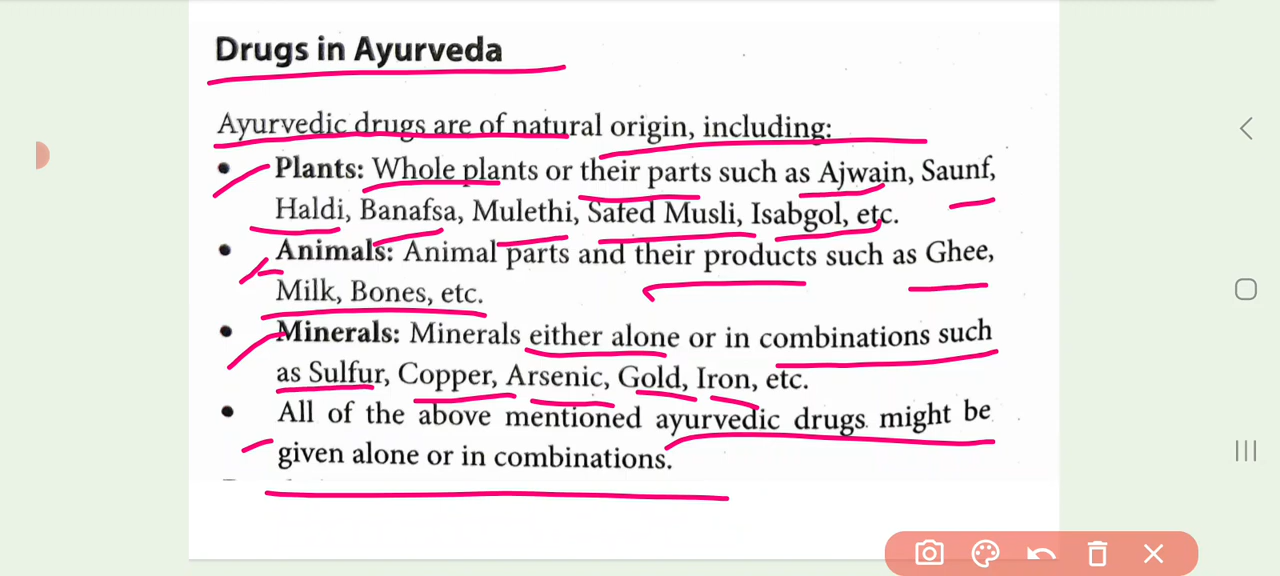 Drugs in Ayurveda
Ayurvedic drugs are of natural origin, including:
• Plants: Whole plants or their parts such as Ajwain, Saunf,
Haldi, Banafsa, Mulethi, Safed Musli, Isabgol, etc.
• Animals: Animal parts and their products such as Ghee,
Milk, Bones, etc.
• Minerals: Minerals either alone or in combinations such
as Sulfur, Copper, Arsenic, Gold, Iron, etc.
• All of the above mentioned ayurvedic drugs might be
given alone or in combinations.